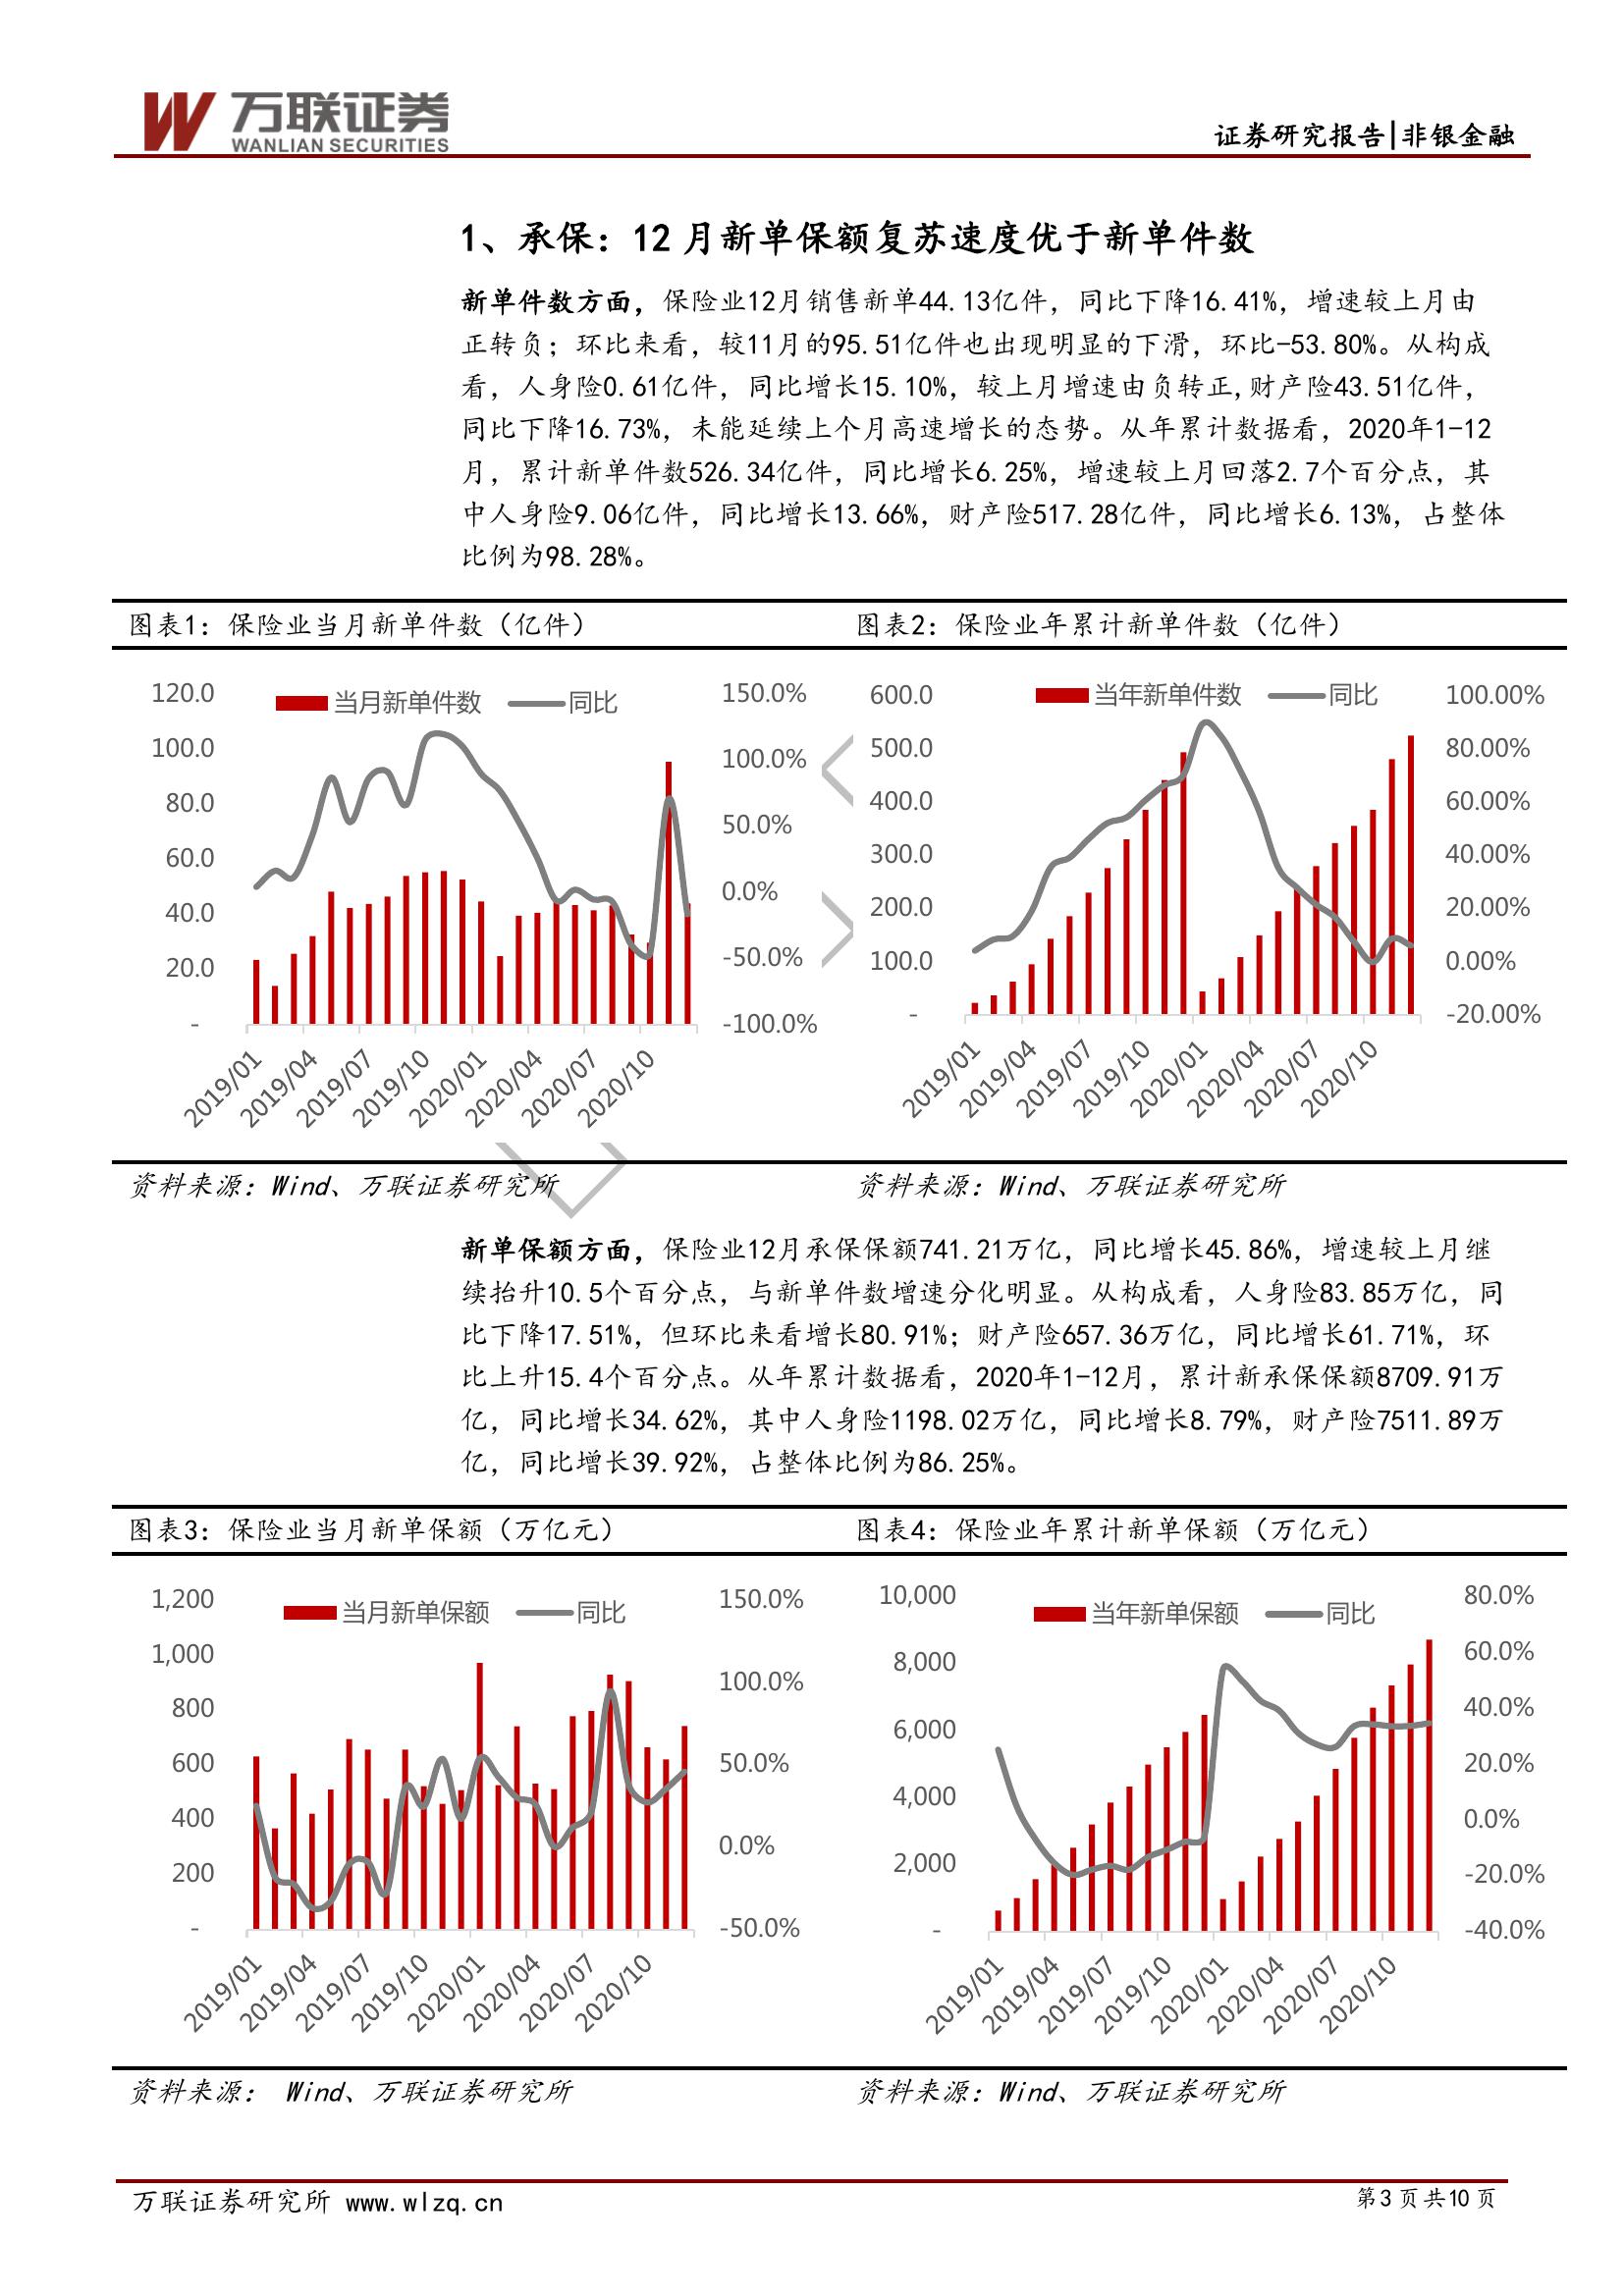 万联证券
WANLIAN SECURITIES
证券研究报告|非银金融
1、承保：12月新单保额复苏速度优于新单件数
新单件数方面，保险业12月销售新单44.13亿件，同比下降16.41%，增速较上月由
正转负；环比来看，较11月的95.51亿件也出现明显的下滑，环比-53.80%。从构成
看，人身险0.61亿件，同比增长15.10%，较上月增速由负转正,财产险43.51亿件，
同比下降16.73%，未能延续上个月高速增长的态势。从年累计数据看，2020年1-12
月，累计新单件数526.34亿件，同比增长6.25%，增速较上月回落2.7个百分点，其
中人身险9.06亿件，同比增长13.66%，财产险517.28亿件，同比增长6.13%，占整体
比例为98.28%。
图表1：保险业当月新单件数（亿件）
120.0
100.0
80.0
60.0
40.0
20.0
-
当月新单件数 同比
150.0%
100.0%
50.0%
0.0%
-50.0%
-100.0%
2019/01 2019/04 2019/07 2019/10 2020/01 2020/04 2020/07 2020/10
资料来源：Wind、万联证券研究所
图表2：保险业年累计新单件数（亿件）
600.0
500.0
400.0
300.0
200.0
100.0
-
当年新单件数 同比
100.00%
80.00%
60.00%
40.00%
20.00%
0.00%
-20.00%
2019/01 2019/04 2019/07 2019/10 2020/01 2020/04 2020/07 2020/10
资料来源：Wind、万联证券研究所
新单保额方面，保险业12月承保保额741.21万亿，同比增长45.86%，增速较上月继
续抬升10.5个百分点，与新单件数增速分化明显。从构成看，人身险83.85万亿，同
比下降17.51%，但环比来看增长80.91%；财产险657.36万亿，同比增长61.71%，环
比上升15.4个百分点。从年累计数据看，2020年1-12月，累计新承保保额8709.91万
亿，同比增长34.62%，其中人身险1198.02万亿，同比增长8.79%，财产险7511.89万
亿，同比增长39.92%，占整体比例为86.25%。
图表3：保险业当月新单保额（万亿元）
1,200
1,000
800
600
400
200
-
当月新单保额 同比
150.0%
100.0%
50.0%
0.0%
-50.0%
2019/01 2019/04 2019/07 2019/10 2020/01 2020/04 2020/07 2020/10
资料来源： Wind、万联证券研究所
图表4：保险业年累计新单保额（万亿元）
10,000
8,000
6,000
4,000
2,000
-
当年新单保额 同比
80.0%
60.0%
40.0%
20.0%
0.0%
-20.0%
-40.0%
2019/01 2019/04 2019/07 2019/10 2020/01 2020/04 2020/07 2020/10
资料来源：Wind、万联证券研究所
万联证券研究所 www.wlzq.cn
第3页共10页